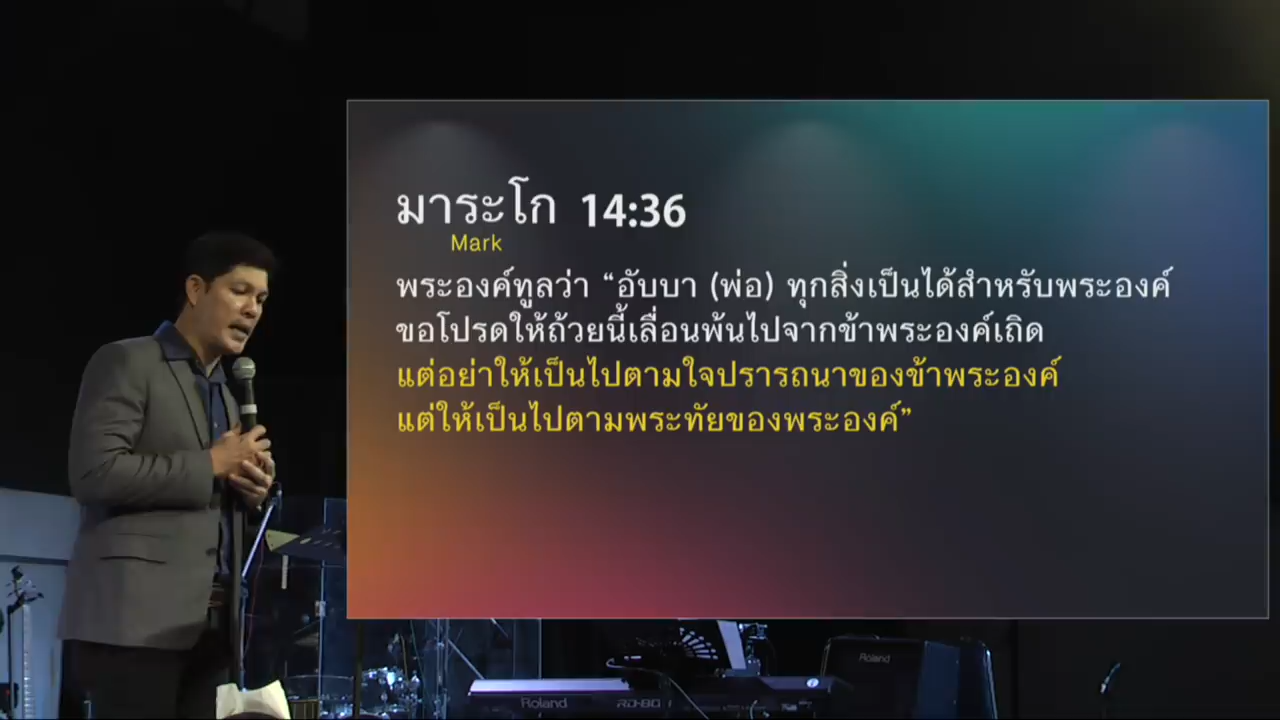 มาระโก 14:36
Mark
พระองค์ทูลว่า “อับบา (พ่อ) ทุกสิ่งเป็นได้สำหรับพระองค์
ขอโปรดให้ถ้วยนี้เลื่อนพ้นไปจากข้าพระองค์เถิด
แต่อย่าให้เป็นไปตามใจปรารถนาของข้าพระองค์
แต่ให้เป็นไปตามพระทัยของพระองค์”
Roland
Roland RD-80